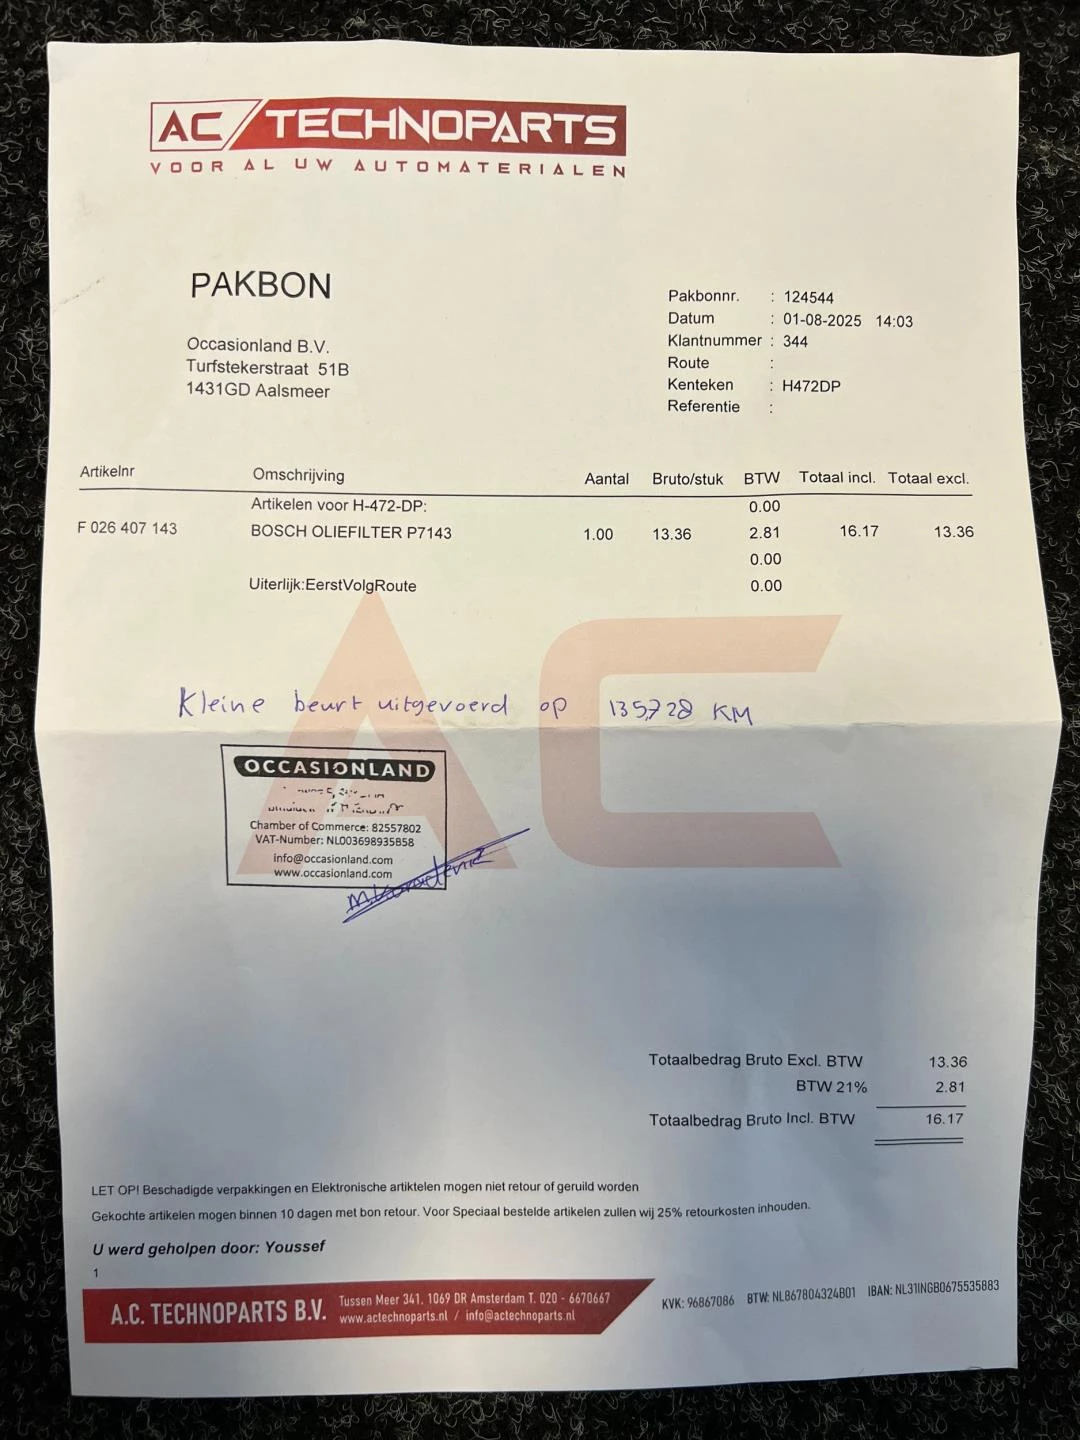 AC/TECHNOPARTS
VOOR AL UW AUTOMATERIALEN
PAKBON
Occasionland B.V.
Turfstekerstraat 51B
1431GD Aalsmeer
Pakbonnr. : 124544
Datum : 01-08-2025 14:03
Klantnummer : 344
Route :
Kenteken : H472DP
Referentie :
Artikelnr Omschrijving Aantal Bruto/stuk BTW Totaal incl. Totaal excl.
Artikelen voor H-472-DP: 0.00
F 026 407 143 BOSCH OLIEFILTER P7143 1.00 13.36 2.81 16.17 13.36
0.00
Uiterlijk:EerstVolgRoute 0.00
AC
Kleine beurt uitgevoerd op 135728 KM
OCCASIONLAND
Chamber of Commerce: 82557802
VAT-Number: NL003698935B58
info@occasionland.com
www.occasionland.com
Totaalbedrag Bruto Excl. BTW 13.36
BTW 21% 2.81
Totaalbedrag Bruto Incl. BTW 16.17
LET OP! Beschadigde verpakkingen en Elektronische artiktelen mogen niet retour of geruild worden
Gekochte artikelen mogen binnen 10 dagen met bon retour. Voor Speciaal bestelde artikelen zullen wij 25% retourkosten inhouden.
U werd geholpen door: Youssef
1
A.C. TECHNOPARTS B.V.
Tussen Meer 341. 1069 DR Amsterdam T. 020 - 6670667
www.actechnoparts.nl / info@actechnoparts.nl
KVK: 96867086 BTW: NL867804324B01 IBAN: NL31INGB0675535883